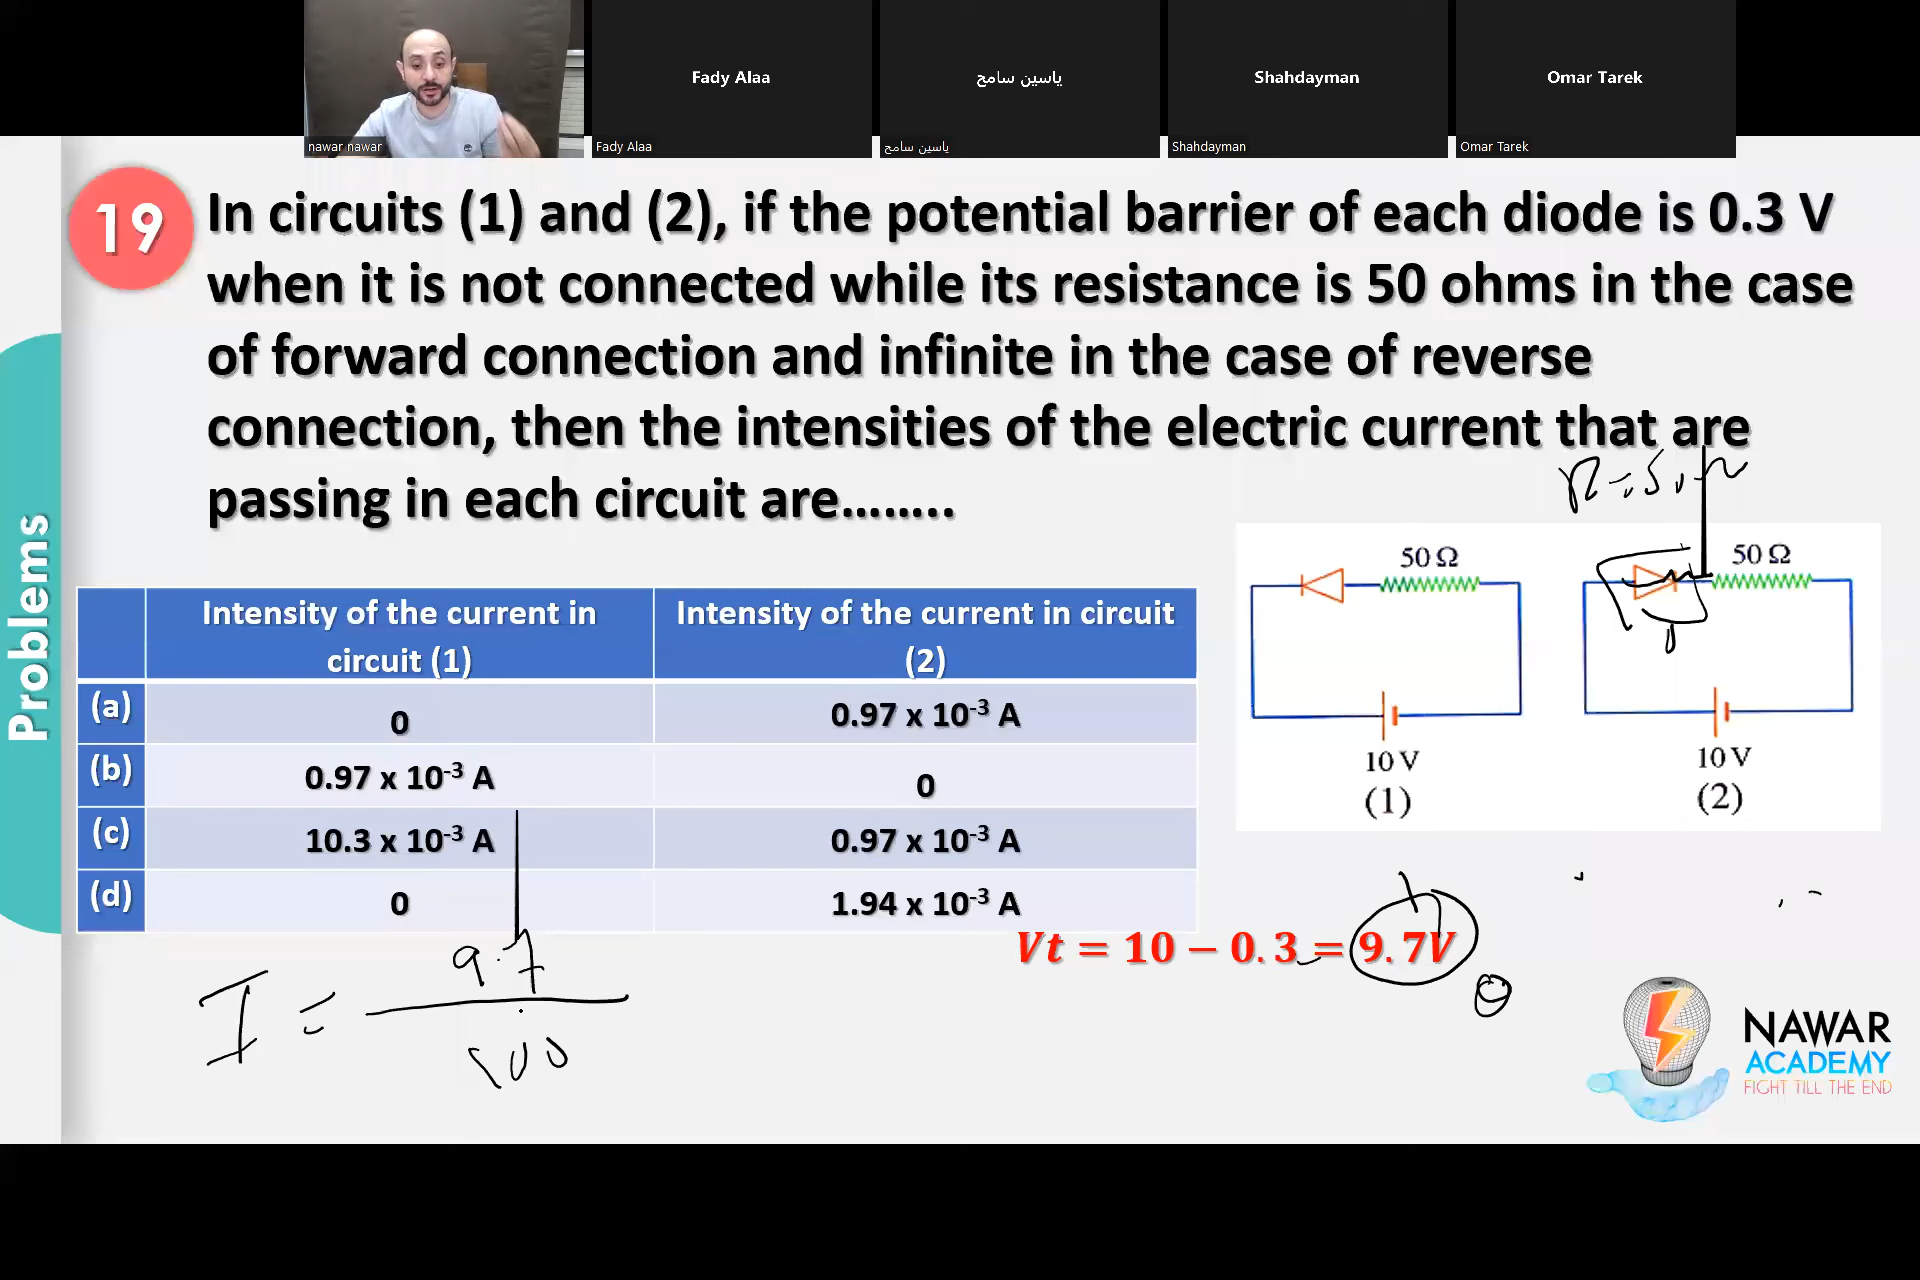 Fady Alaa
ياسين سامح
Shahdayman
Omar Tarek
nawar nawar
Fady Alaa
ياسين سامح
Shahdayman
Omar Tarek
19
In circuits (1) and (2), if the potential barrier of each diode is 0.3 V
when it is not connected while its resistance is 50 ohms in the case
of forward connection and infinite in the case of reverse
connection, then the intensities of the electric current that are
passing in each circuit are........
Problems
Intensity of the current in circuit (1)
Intensity of the current in circuit (2)
(a) 0 0.97 x 10⁻³ A
(b) 0.97 x 10⁻³ A 0
(c) 10.3 x 10⁻³ A 0.97 x 10⁻³ A
(d) 0 1.94 x 10⁻³ A
50 Ω
10 V
(1)
50 Ω
10 V
(2)
Vt = 10 − 0.3 = 9.7V
I = 9.7
100
NAWAR
ACADEMY
FIGHT TILL THE END